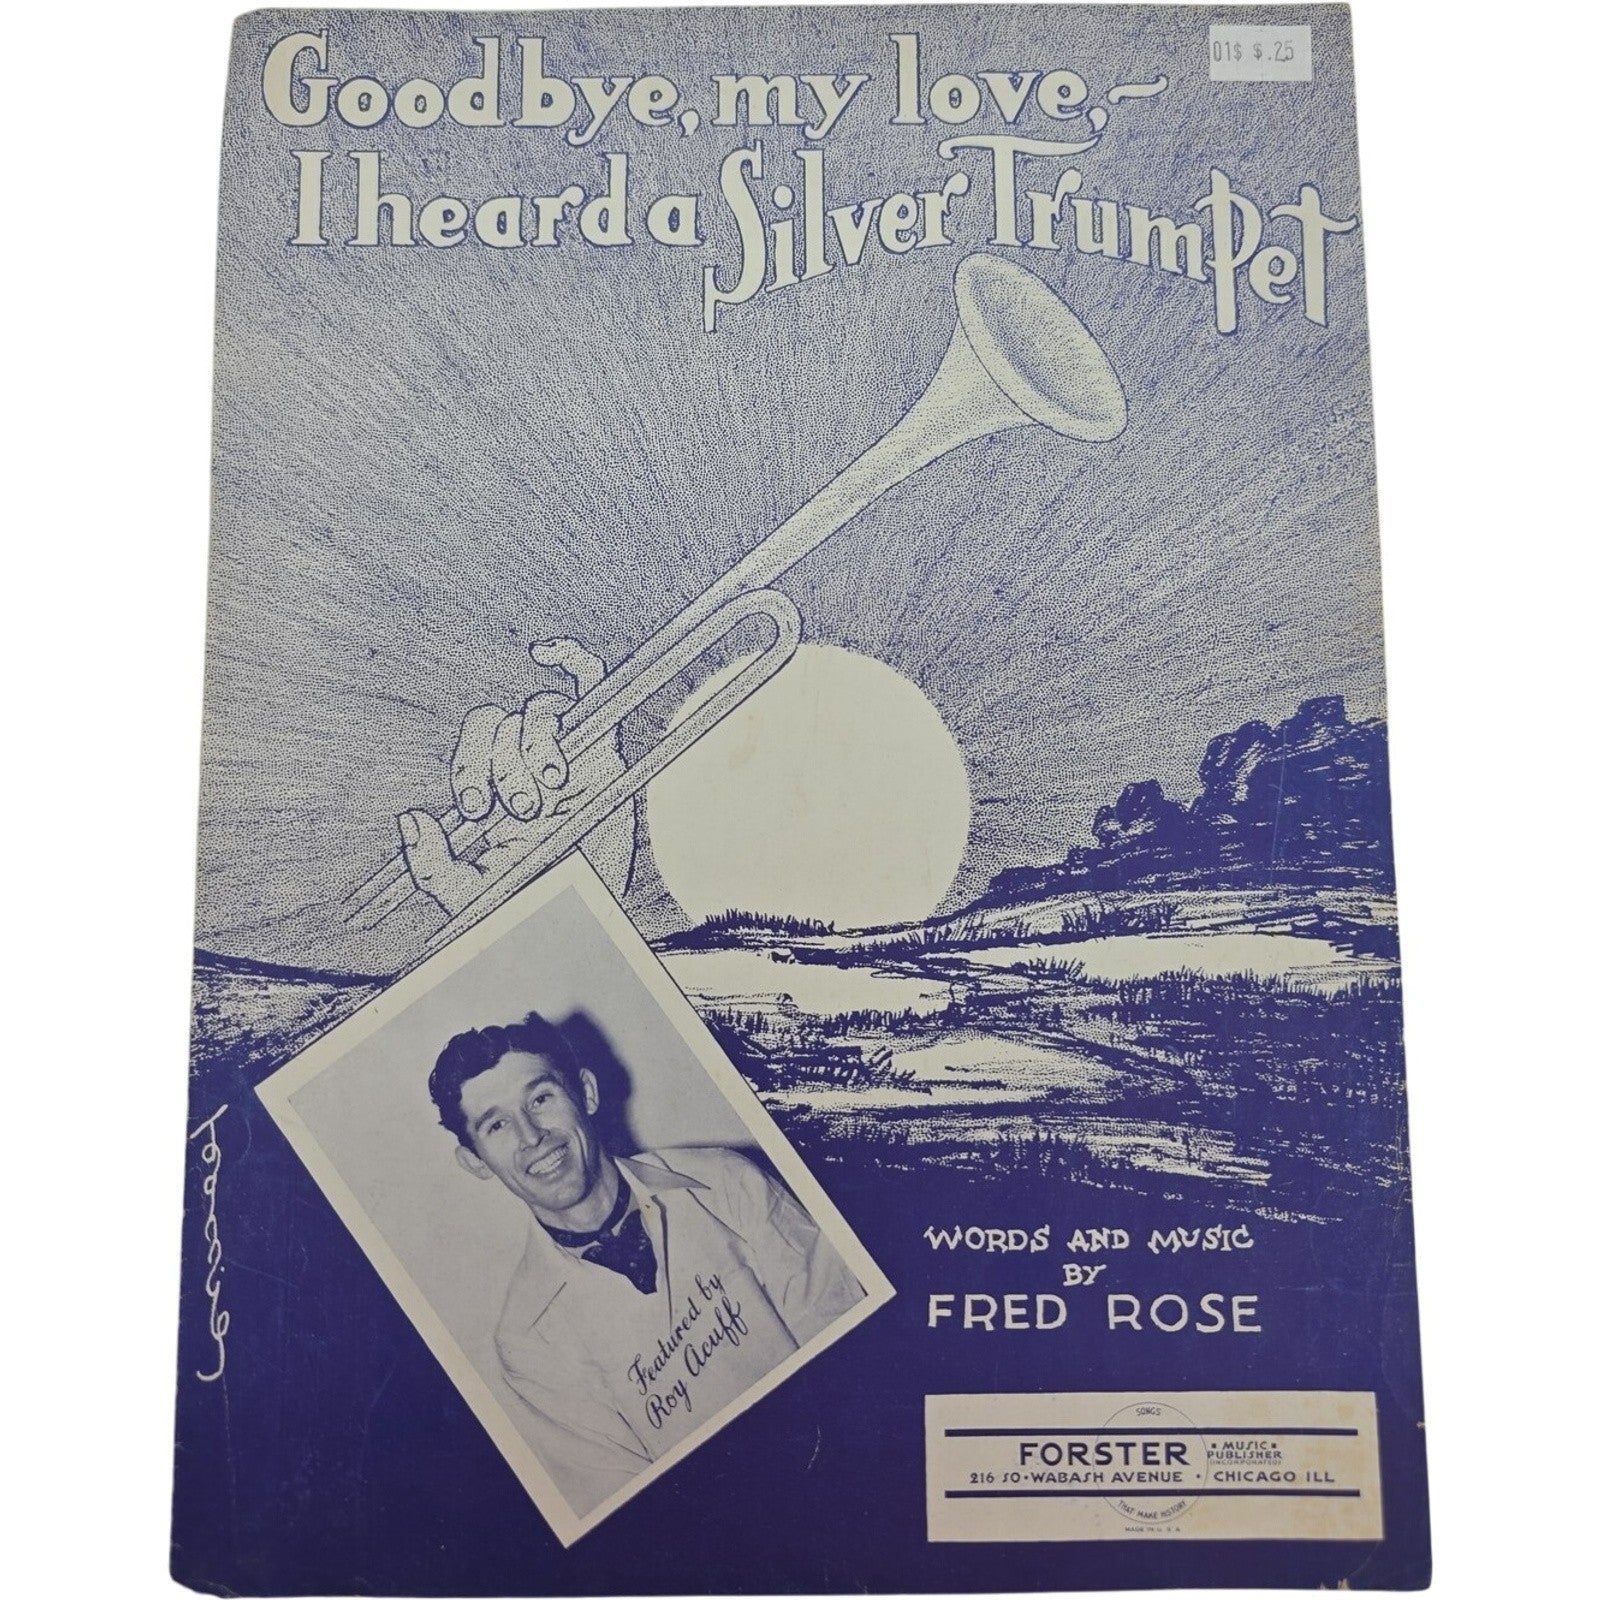 Goodbye, my love,~
I heard a Silver Trumpet
01$ $.25
Featured by
Roy Acuff
WORDS AND MUSIC
BY
FRED ROSE
SONGS
FORSTER • MUSIC • PUBLISHER (INCORPORATED)
216 SO • WABASH AVENUE • CHICAGO ILL
THAT MAKE HISTORY
MADE IN U. S. A.